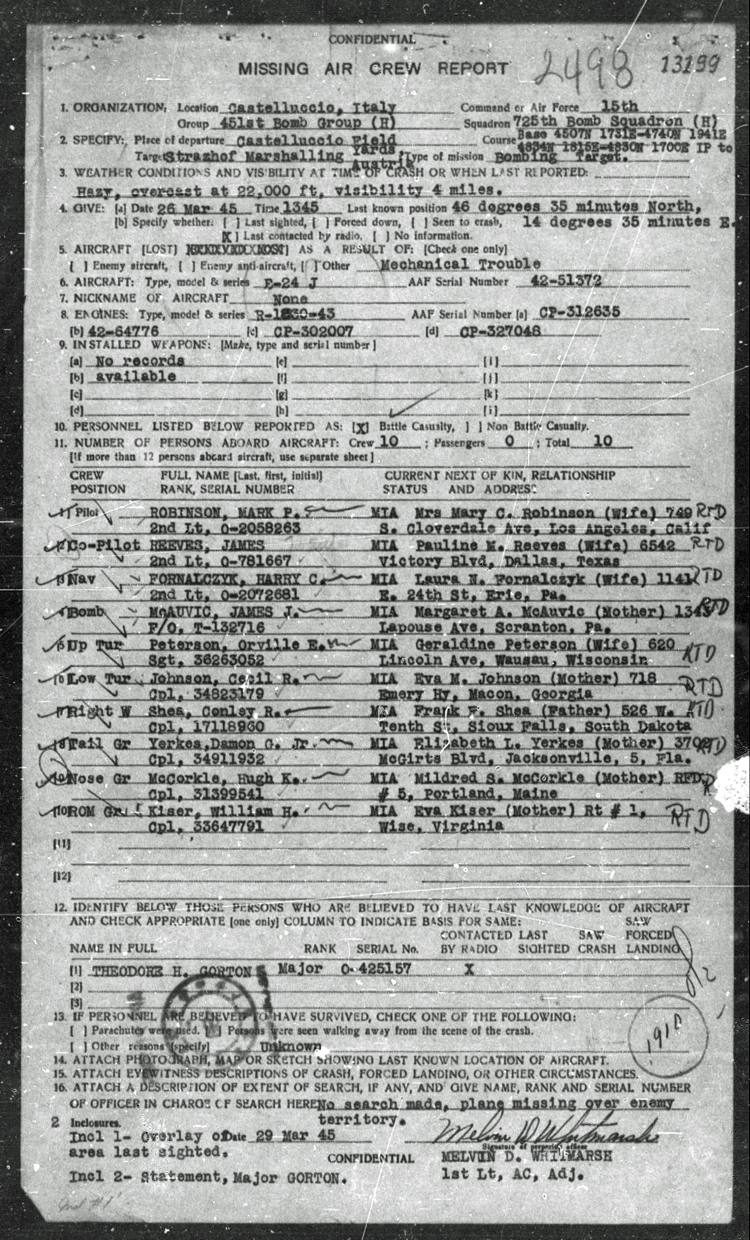 CONFIDENTIAL
MISSING AIR CREW REPORT 2498 13199
1. ORGANIZATION: Location Castelluccio, Italy Command or Air Force 15th
Group 451st Bomb Group (H) Squadron 725th Bomb Squadron (H)
2. SPECIFY: Place of departure Castelluccio Field Course Base 4507N 1731E-4740N 1941E
Target Strazhof Marshalling Yards Austria Type of mission Bombing Target. 4834N 1815E-4830N 1700E IP to
3. WEATHER CONDITIONS AND VISIBILITY AT TIME OF CRASH OR WHEN LAST REPORTED:
Hazy, overcast at 22,000 ft, visibility 4 miles.
4. GIVE: [a] Date 26 Mar 45 Time 1345 Last known position 46 degrees 35 minutes North,
[b] Specify whether: [ ] Last sighted, [ ] Forced down, [ ] Seen to crash, 14 degrees 35 minutes E.
[X] Last contacted by radio. [ ] No information.
5. AIRCRAFT [LOST] AS A RESULT OF: [Check one only]
[ ] Enemy aircraft, [ ] Enemy anti-aircraft, [ ] Other Mechanical Trouble
6. AIRCRAFT: Type, model & series B-24 J AAF Serial Number 42-51372
7. NICKNAME OF AIRCRAFT None
8. ENGINES: Type, model & series R-1830-43 AAF Serial Number [a] CP-312635
[b] 42-64776 [c] CP-302007 [d] CP-327048
9. INSTALLED WEAPONS: [Make, type and serial number]
[a] No records [e] [i]
[b] available [f] [j]
[c] [g] [k]
[d] [h] [l]
10. PERSONNEL LISTED BELOW REPORTED AS: [X] Battle Casualty, [ ] Non Battle Casualty.
11. NUMBER OF PERSONS ABOARD AIRCRAFT: Crew 10 ; Passengers 0 ; Total 10
[If more than 12 persons aboard aircraft, use separate sheet]
CREW FULL NAME [Last, first, initial] CURRENT NEXT OF KIN, RELATIONSHIP
POSITION RANK, SERIAL NUMBER STATUS AND ADDRESS
[1] Pilot ROBINSON, MARK P. MIA Mrs Mary C. Robinson (Wife) 749 RTD
2nd Lt, O-2058263 S. Cloverdale Ave, Los Angeles, Calif
[2] Co-Pilot REEVES, JAMES MIA Pauline M. Reeves (Wife) 6542 RTD
2nd Lt, O-781667 Victory Blvd, Dallas, Texas
[3] Nav FORNALCZYK, HARRY C. MIA Laura N. Fornalczyk (Wife) 1141 RTD
2nd Lt, O-2072681 E. 24th St, Erie, Pa.
[4] Bomb McAUVIC, JAMES J. MIA Margaret A. McAuvic (Mother) 1345 RTD
F/O, T-132716 Lapouse Ave, Scranton, Pa.
[5] Up Tur Peterson, Orville E. MIA Geraldine Peterson (Wife) 620
Sgt, 36263052 Lincoln Ave, Wausau, Wisconsin RTD
[6] Low Tur Johnson, Cecil R. MIA Eva M. Johnson (Mother) 718
Cpl, 34823179 Emery Hy, Macon, Georgia RTD
[7] Right W Shea, Conley R. MIA Frank F. Shea (Father) 526 W. RTD
Cpl, 17118960 Tenth St, Sioux Falls, South Dakota
[8] Tail Gr Yerkes, Damon G. Jr. MIA Elizabeth L. Yerkes (Mother) RTD
Cpl, 34911932 McGirts Blvd, Jacksonville, 5, Fla.
Nose Gr McCorkle, Hugh K. MIA Mildred S. McCorkle (Mother) RFD,
Cpl, 31399541 # 5, Portland, Maine
[10] ROM Gr Kiser, William H. MIA Eva Kiser (Mother) Rt # 1,
Cpl, 33647791 Wise, Virginia RTD
[11]
[12]
12. IDENTIFY BELOW THOSE PERSONS WHO ARE BELIEVED TO HAVE LAST KNOWLEDGE OF AIRCRAFT
AND CHECK APPROPRIATE [one only] COLUMN TO INDICATE BASIS FOR SAME: SAW
CONTACTED LAST SAW FORCED
NAME IN FULL RANK SERIAL No. BY RADIO SIGHTED CRASH LANDING
[1] THEODORE H. GORTON Major O-425157 X
[2]
[3]
13. IF PERSONNEL ARE BELIEVED TO HAVE SURVIVED, CHECK ONE OF THE FOLLOWING:
[ ] Parachutes were used. [ ] Persons were seen walking away from the scene of the crash.
[ ] Other reasons [specify] Unknown 1910
14. ATTACH PHOTOGRAPH, MAP OR SKETCH SHOWING LAST KNOWN LOCATION OF AIRCRAFT.
15. ATTACH EYEWITNESS DESCRIPTIONS OF CRASH, FORCED LANDING, OR OTHER CIRCUMSTANCES.
16. ATTACH A DESCRIPTION OF EXTENT OF SEARCH, IF ANY, AND GIVE NAME, RANK AND SERIAL NUMBER
OF OFFICER IN CHARGE OF SEARCH HERE No search made, plane missing over enemy
territory.
2 Inclosures.
Incl 1- Overlay of Date 29 Mar 45 Melvin D Whitmarsh
area last sighted. CONFIDENTIAL MELVIN D. WHITMARSH
Incl 2- Statement, Major GORTON. 1st Lt, AC, Adj.